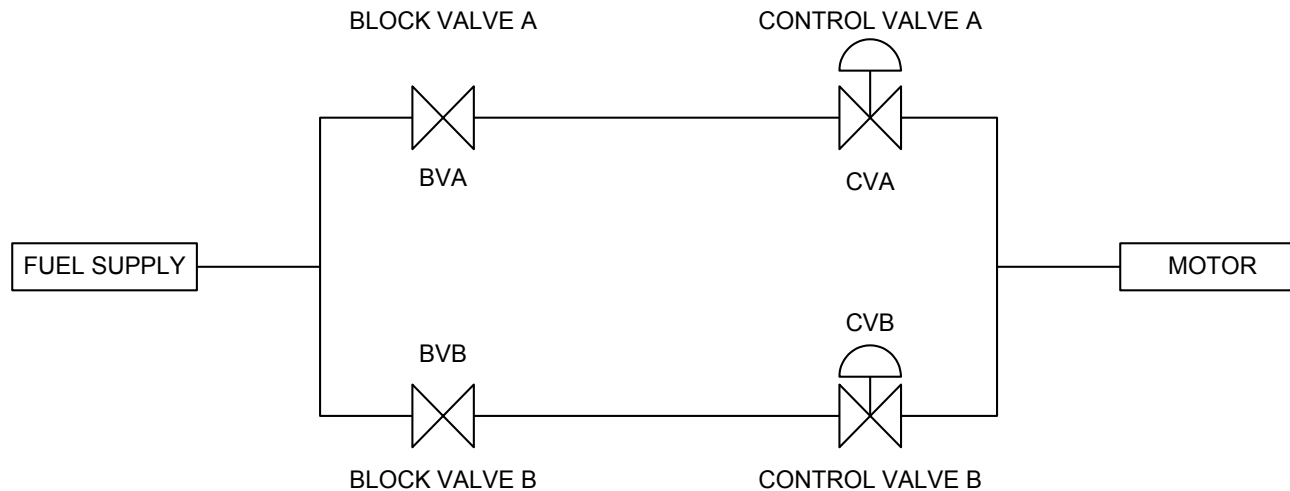 BLOCK VALVE A
CONTROL VALVE A
BVA
CVA
FUEL SUPPLY
MOTOR
CVB
BVB
BLOCK VALVE B
CONTROL VALVE B